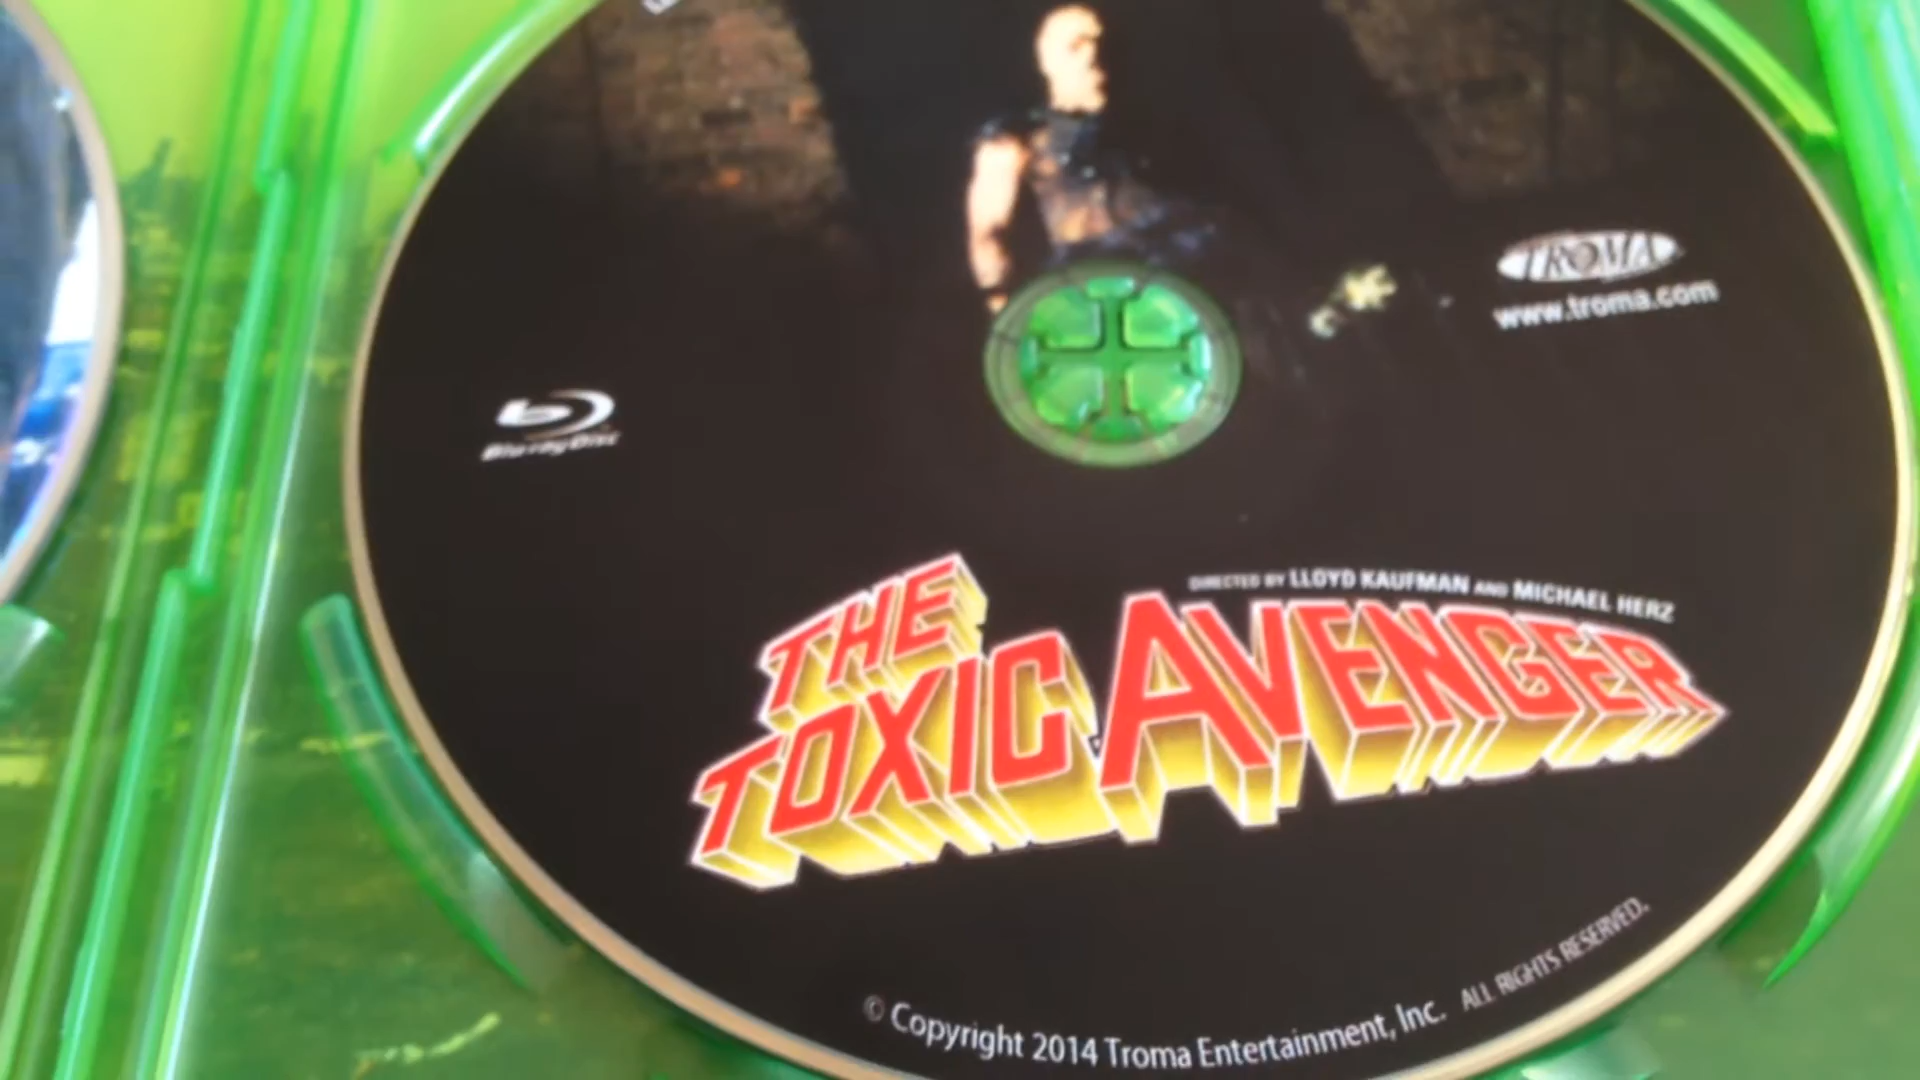 TROMA
www.troma.com
Blu-ray Disc
DIRECTED BY LLOYD KAUFMAN AND MICHAEL HERZ
THE
TOXIC AVENGER
© Copyright 2014 Troma Entertainment, Inc. ALL RIGHTS RESERVED.